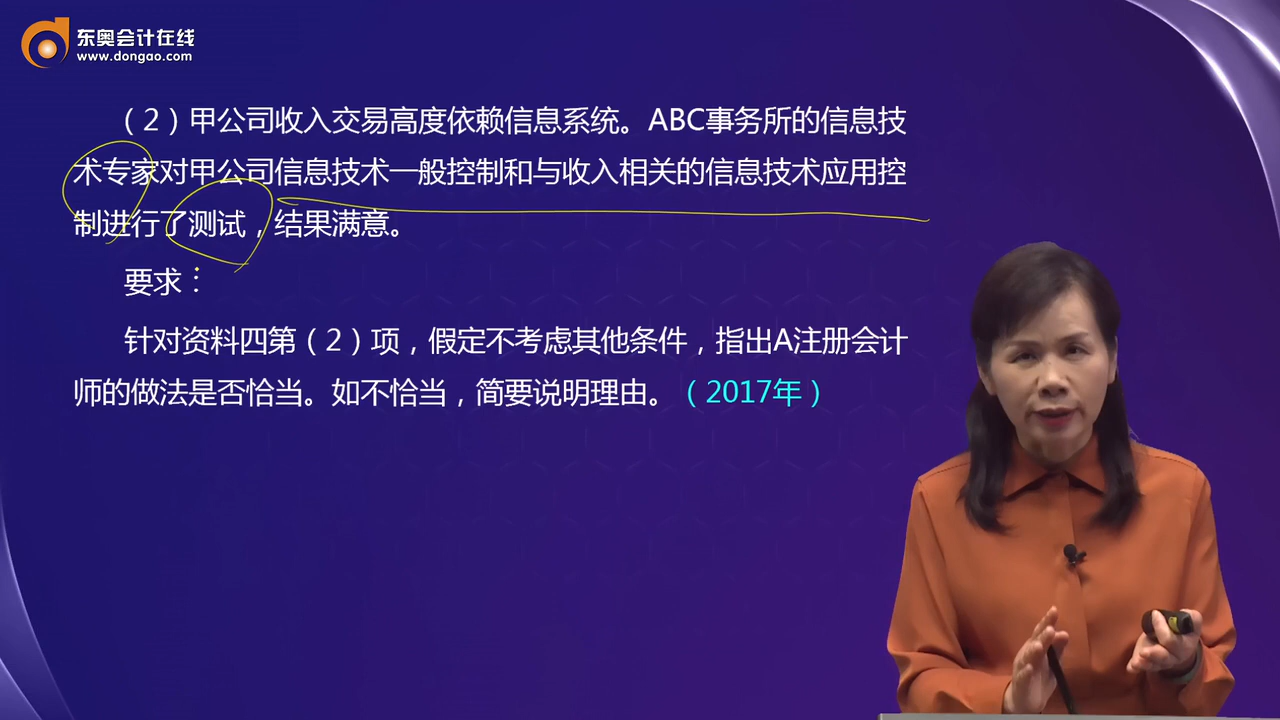 东奥会计在线
www.dongao.com
（2）甲公司收入交易高度依赖信息系统。ABC事务所的信息技
术专家对甲公司信息技术一般控制和与收入相关的信息技术应用控
制进行了测试，结果满意。
要求：
针对资料四第（2）项，假定不考虑其他条件，指出A注册会计
师的做法是否恰当。如不恰当，简要说明理由。（2017年）